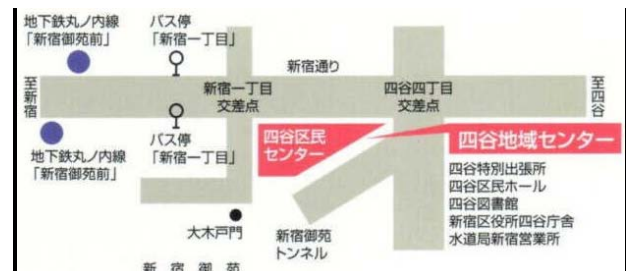 地下鉄丸ノ内線
「新宿御苑前」
バス停
「新宿一丁目」
新宿通り
至新宿
新宿一丁目
交差点
四谷四丁目
交差点
至四谷
地下鉄丸ノ内線
「新宿御苑前」
バス停
「新宿一丁目」
四谷区民
センター
四谷地域センター
四谷特別出張所
四谷区民ホール
四谷図書館
新宿区役所四谷庁舎
水道局新宿営業所
大木戸門
新宿御苑
トンネル
新宿御苑